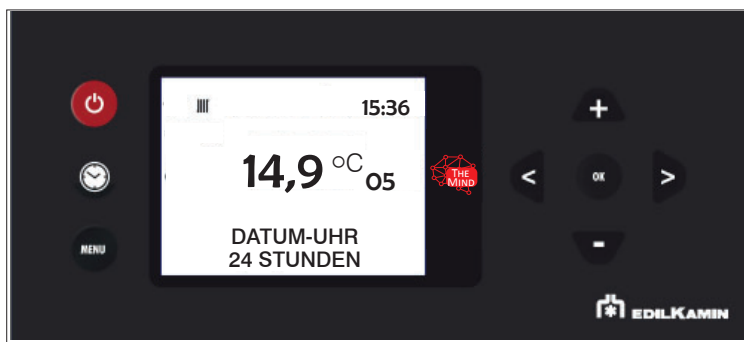 15:36
14,9 °C 05
THE
MIND
DATUM-UHR
24 STUNDEN
MENU
+
< OK >
-
EDILKAMIN